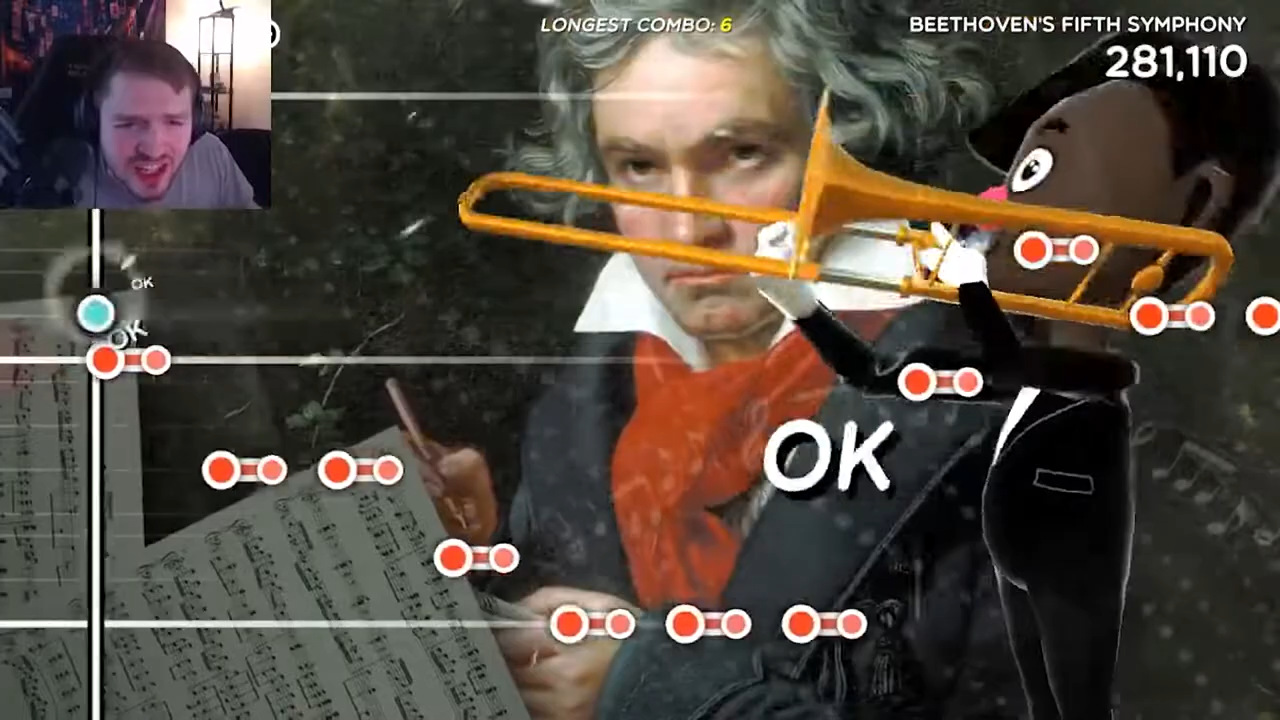 LONGEST COMBO: 6
BEETHOVEN'S FIFTH SYMPHONY
281,110
OK
OK
OK